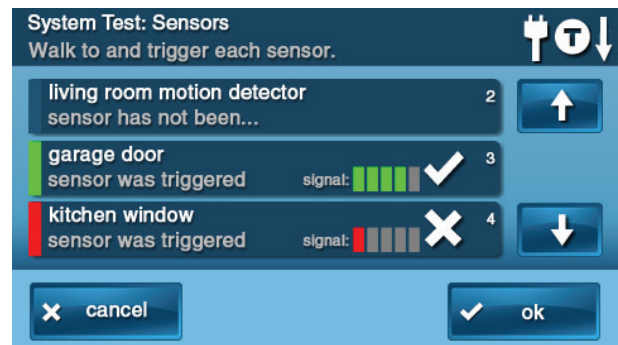 System Test: Sensors
Walk to and trigger each sensor.
T
living room motion detector
2
sensor has not been...
garage door
3
sensor was triggered
signal:
kitchen window
4
sensor was triggered
signal:
cancel
ok